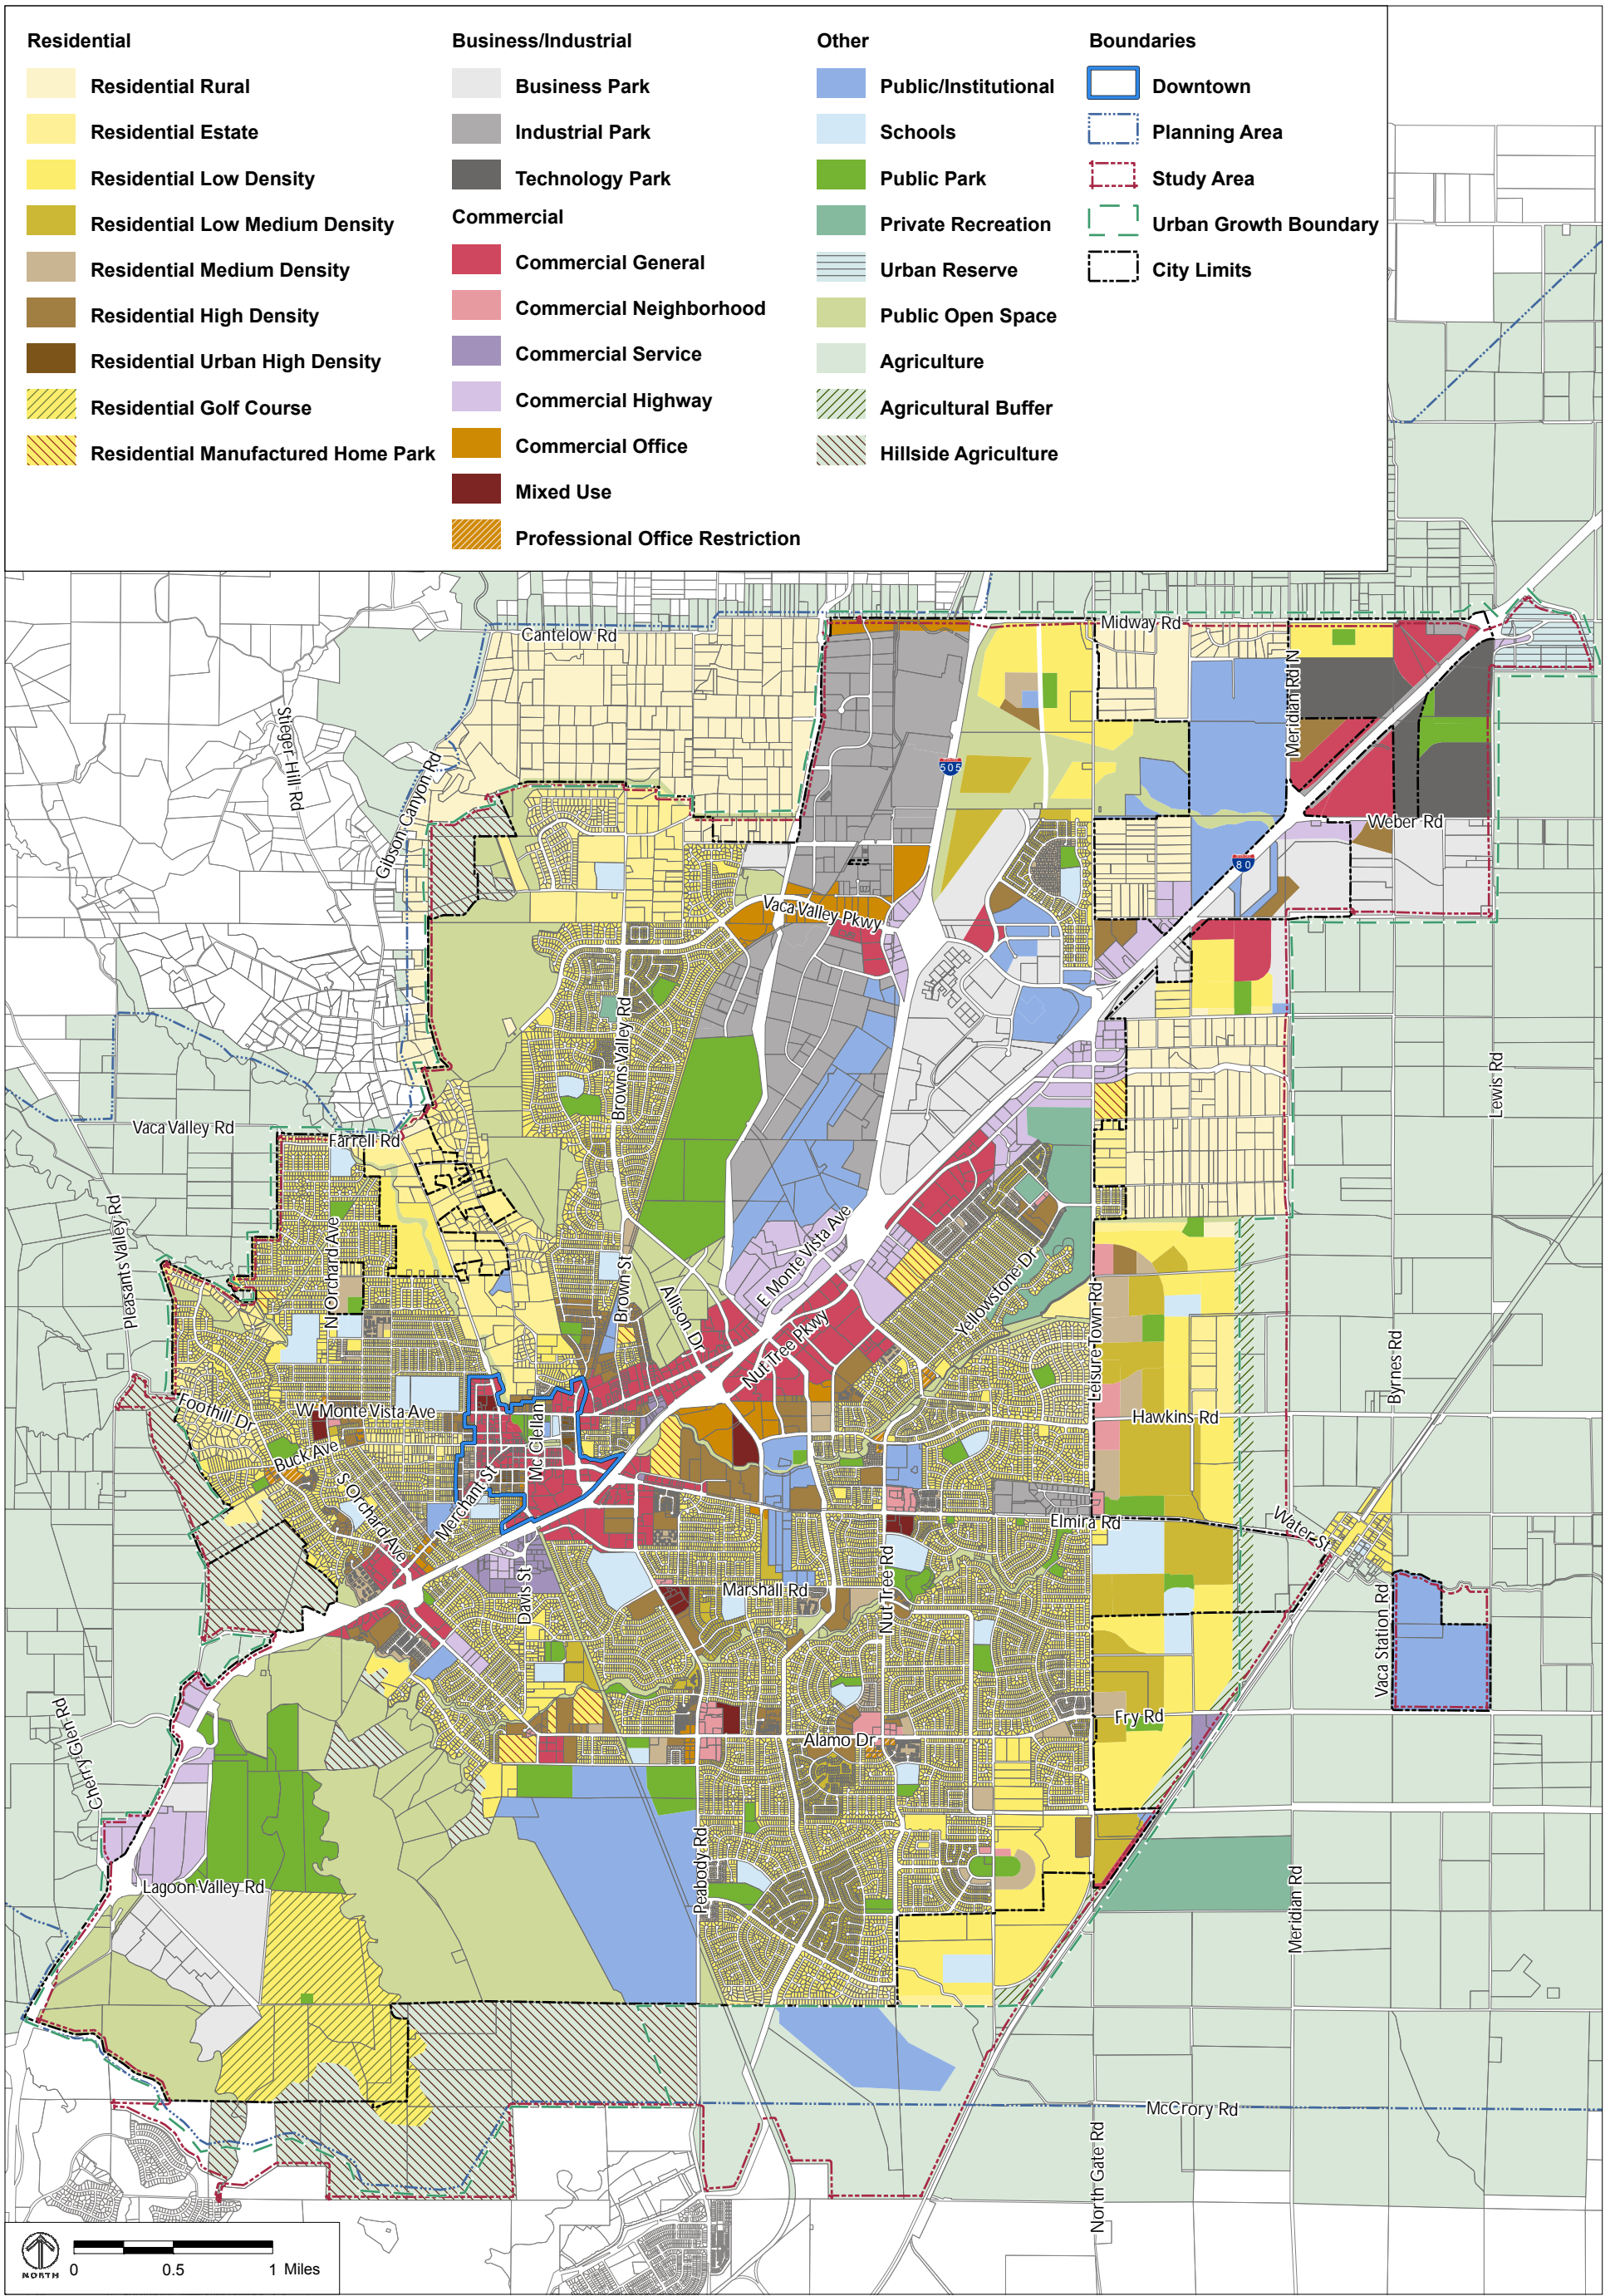 Residential
Residential Rural
Residential Estate
Residential Low Density
Residential Low Medium Density
Residential Medium Density
Residential High Density
Residential Urban High Density
Residential Golf Course
Residential Manufactured Home Park
Business/Industrial
Business Park
Industrial Park
Technology Park
Commercial
Commercial General
Commercial Neighborhood
Commercial Service
Commercial Highway
Commercial Office
Mixed Use
Professional Office Restriction
Other
Public/Institutional
Schools
Public Park
Private Recreation
Urban Reserve
Public Open Space
Agriculture
Agricultural Buffer
Hillside Agriculture
Boundaries
Downtown
Planning Area
Study Area
Urban Growth Boundary
City Limits
Cantelow Rd
Midway Rd
Meridian Rd N
Stieger Hill Rd
Gibson Canyon Rd
505
Weber Rd
80
Vaca Valley Pkwy
Browns Valley Rd
Lewis Rd
Vaca Valley Rd
Farrell Rd
Pleasants Valley Rd
N Orchard Ave
E Monte Vista Ave
Brown St
Allison Dr
Yellowstone Dr
Nut Tree Pkwy
Leisure Town Rd
Byrnes Rd
Foothill Dr
W Monte Vista Ave
McClellan
Hawkins Rd
Buck Ave
S Orchard Ave
Merchant St
Elmira Rd
Water St
Davis St
Marshall Rd
Nut Tree Rd
Vaca Station Rd
Cherry Glen Rd
Fry Rd
Alamo Dr
Peabody Rd
Lagoon Valley Rd
Meridian Rd
McCrory Rd
North Gate Rd
NORTH
0
0.5
1 Miles